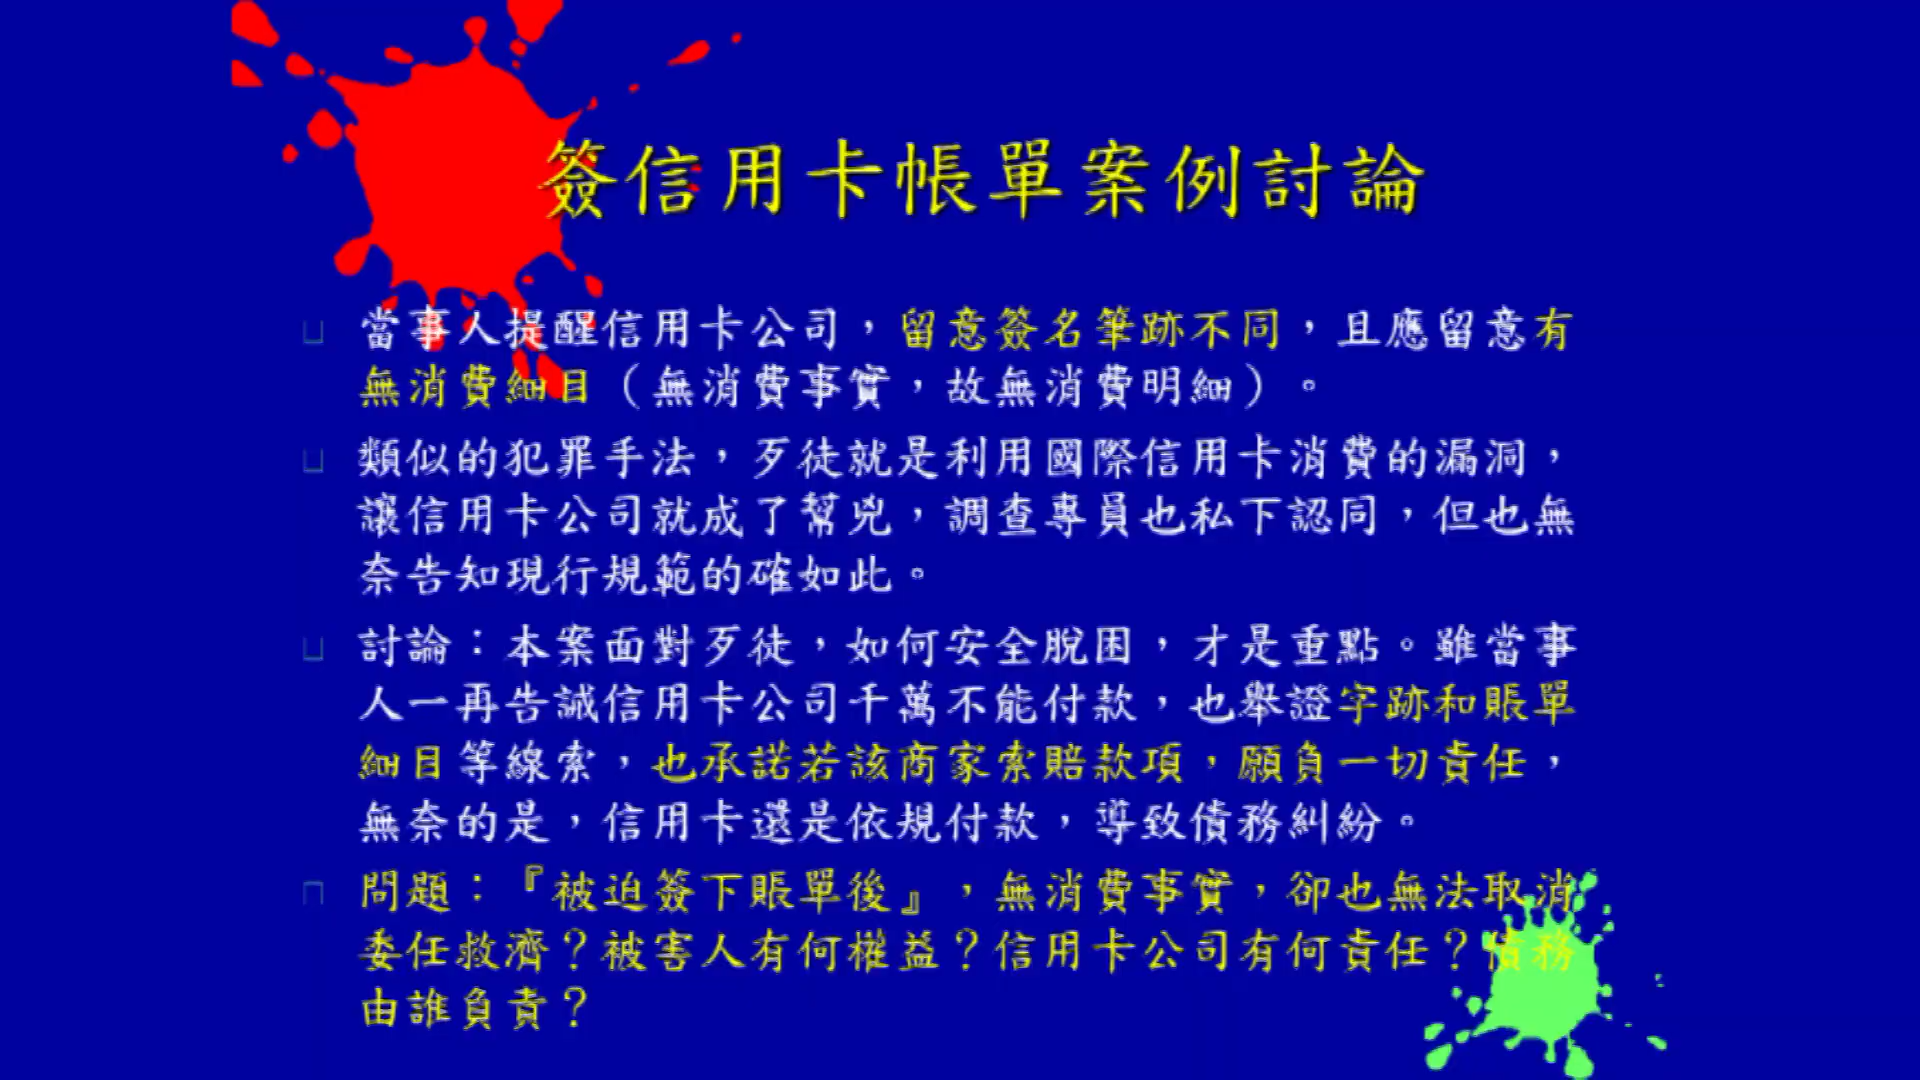 簽信用卡帳單案例討論
當事人提醒信用卡公司，留意簽名筆跡不同，且應留意有
無消費細目（無消費事實，故無消費明細）。
類似的犯罪手法，歹徒就是利用國際信用卡消費的漏洞，
讓信用卡公司就成了幫兇，調查專員也私下認同，但也無
奈告知現行規範的確如此。
討論：本案面對歹徒，如何安全脫困，才是重點。雖當事
人一再告誡信用卡公司千萬不能付款，也舉證字跡和賬單
細目等線索，也承諾若該商家索賠款項，願負一切責任，
無奈的是，信用卡還是依規付款，導致債務糾紛。
問題：『被迫簽下賬單後』，無消費事實，卻也無法取消
委任救濟？被害人有何權益？信用卡公司有何責任？債務
由誰負責？